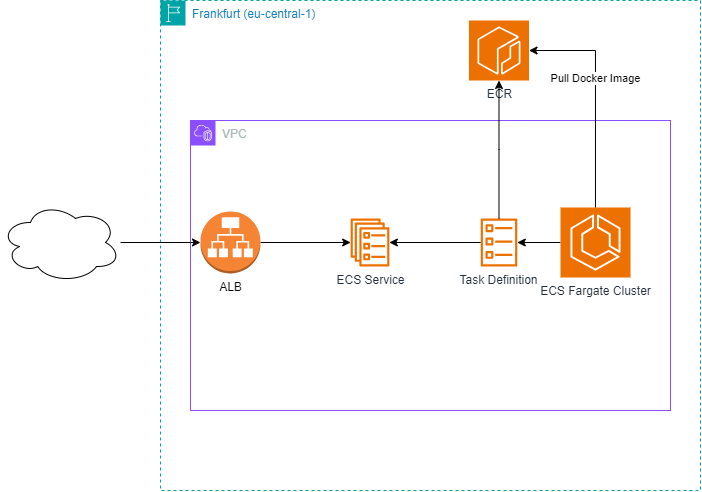 Frankfurt (eu-central-1)
Pull Docker Image
ECR
VPC
ALB
ECS Service
Task Definition
ECS Fargate Cluster